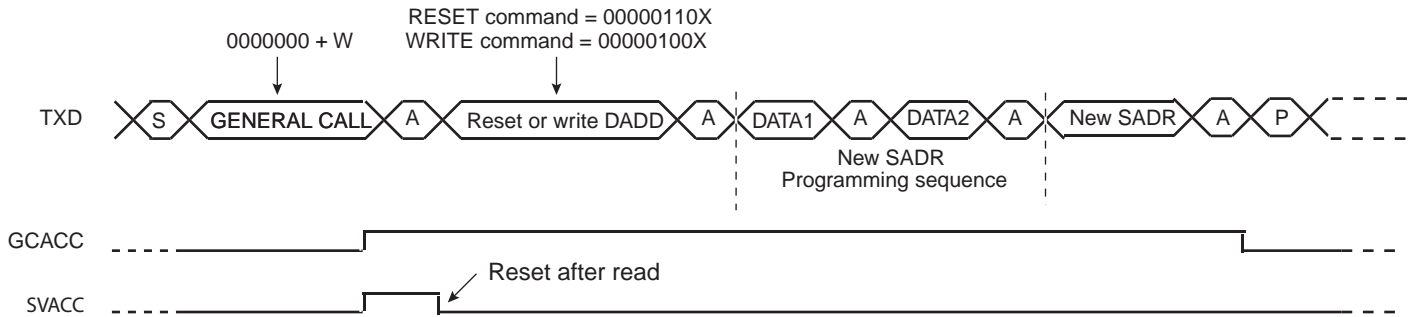 RESET command = 00000110X
0000000 + W WRITE command = 00000100X
TXD S GENERAL CALL A Reset or write DADD A DATA1 A DATA2 A New SADR A P
New SADR
Programming sequence
GCACC
Reset after read
SVACC